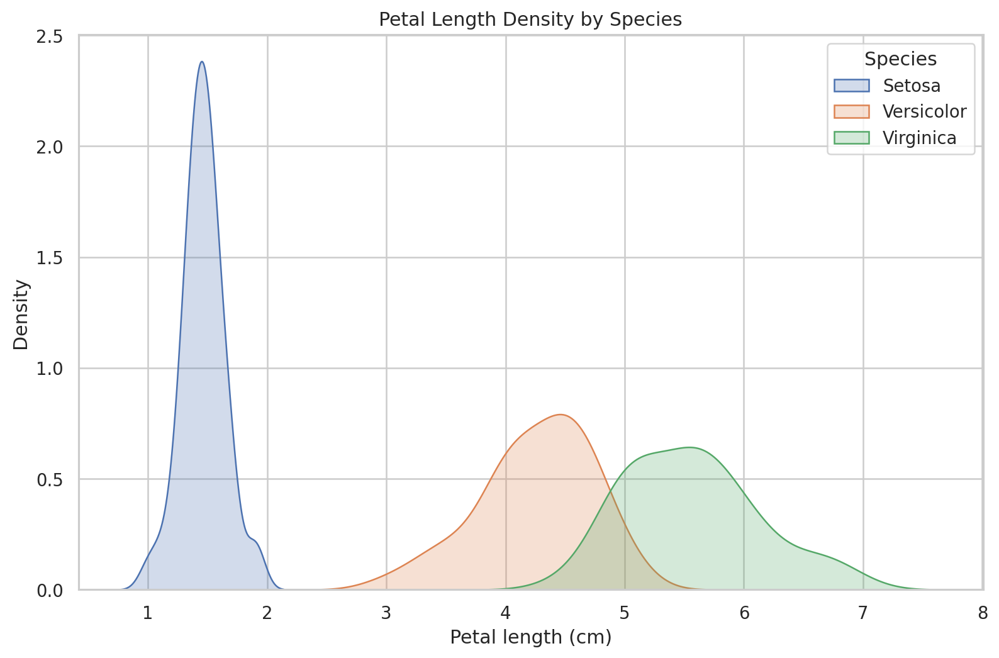 Petal Length Density by Species
Species
Setosa
Versicolor
Virginica
Density
2.5
2.0
1.5
1.0
0.5
0.0
1 2 3 4 5 6 7 8
Petal length (cm)